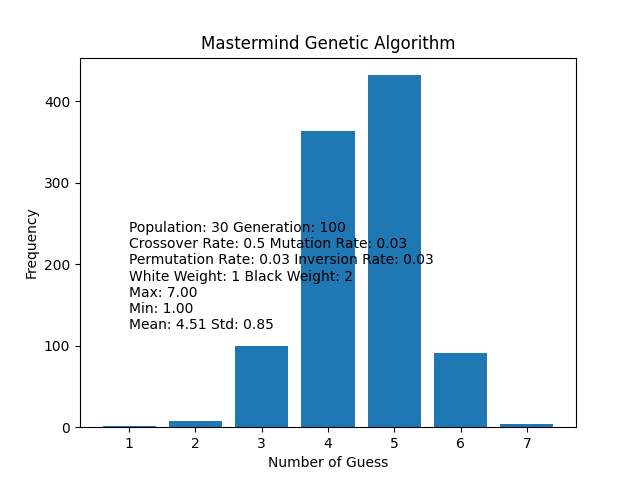 Mastermind Genetic Algorithm
Frequency
400
300
200
100
0
Population: 30 Generation: 100
Crossover Rate: 0.5 Mutation Rate: 0.03
Permutation Rate: 0.03 Inversion Rate: 0.03
White Weight: 1 Black Weight: 2
Max: 7.00
Min: 1.00
Mean: 4.51 Std: 0.85
1 2 3 4 5 6 7
Number of Guess